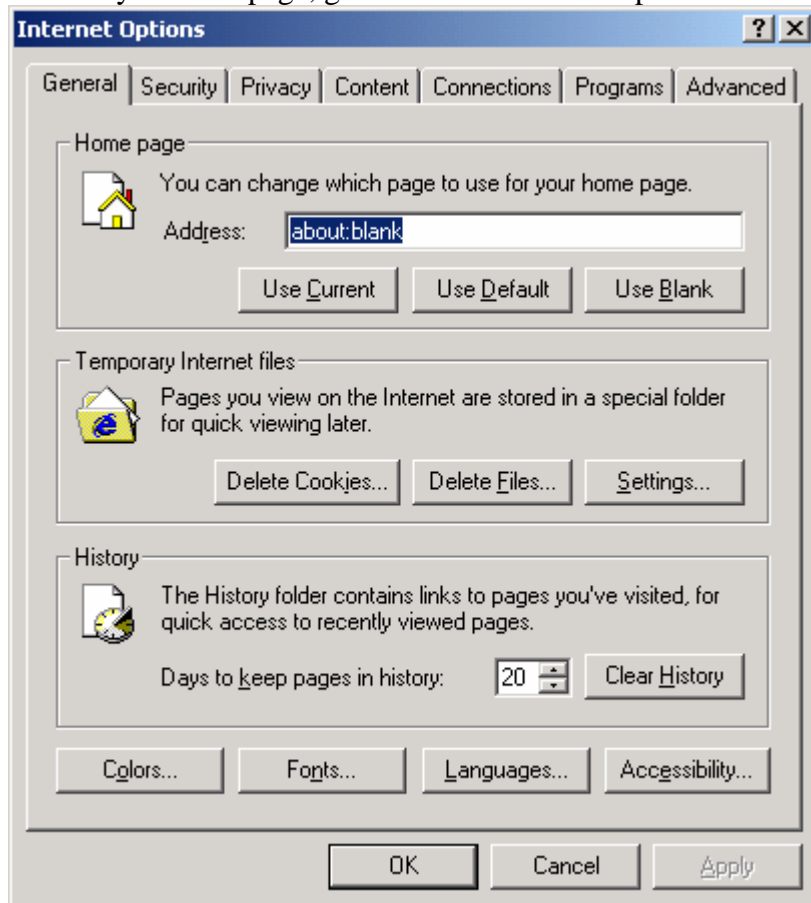 Internet Options
General Security Privacy Content Connections Programs Advanced
Home page
You can change which page to use for your home page.
Address: about:blank
Use Current Use Default Use Blank
Temporary Internet files
Pages you view on the Internet are stored in a special folder
for quick viewing later.
Delete Cookies... Delete Files... Settings...
History
The History folder contains links to pages you've visited, for
quick access to recently viewed pages.
Days to keep pages in history: 20 Clear History
Colors... Fonts... Languages... Accessibility...
OK Cancel Apply